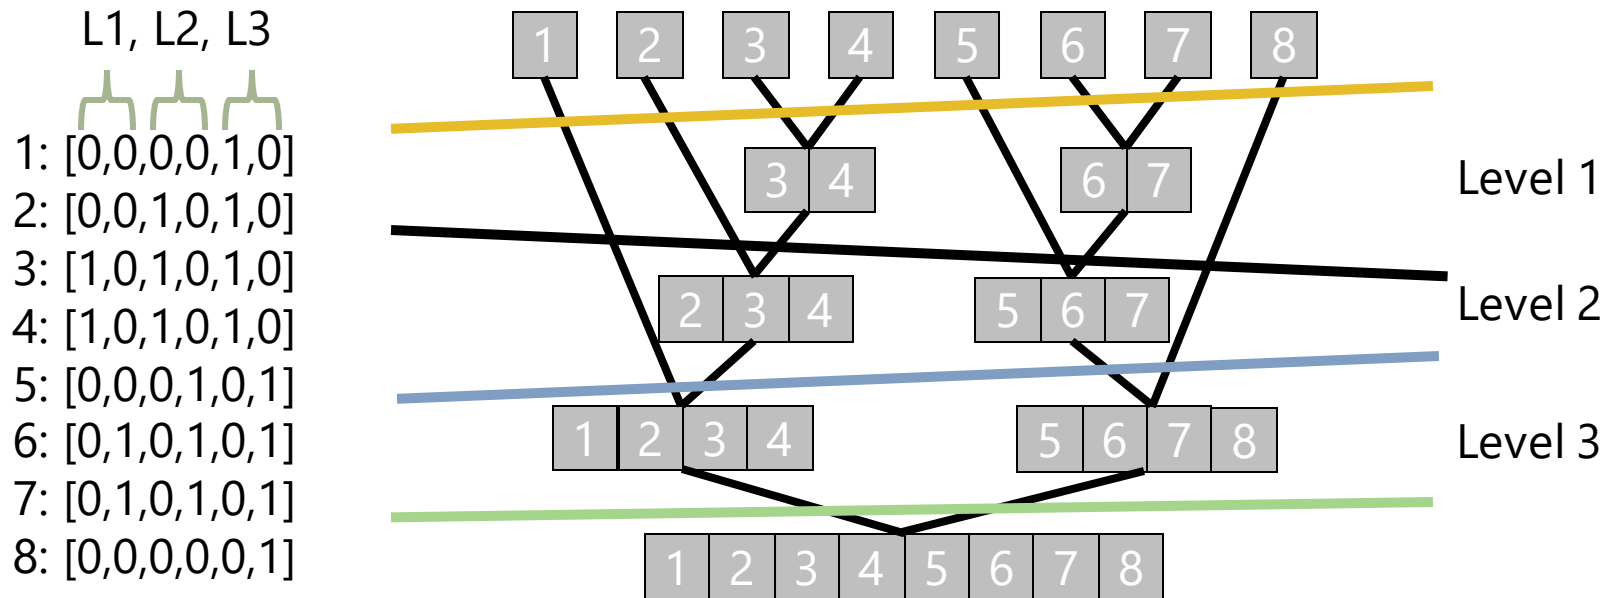 L1, L2, L3
1: [0,0,0,0,1,0]
2: [0,0,1,0,1,0]
3: [1,0,1,0,1,0]
4: [1,0,1,0,1,0]
5: [0,0,0,1,0,1]
6: [0,1,0,1,0,1]
7: [0,1,0,1,0,1]
8: [0,0,0,0,0,1]
1 2 3 4 5 6 7 8
3 4 6 7
Level 1
2 3 4 5 6 7
Level 2
1 2 3 4 5 6 7 8
Level 3
1 2 3 4 5 6 7 8